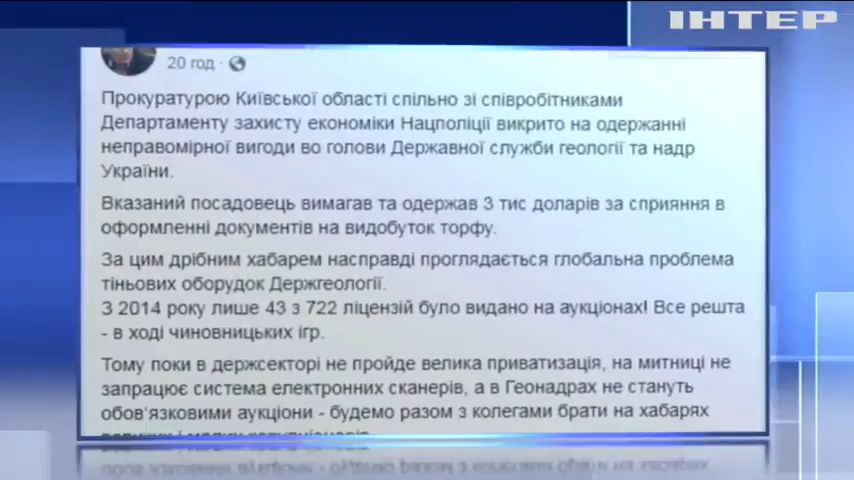 ІНТЕР
20 год ·
Прокуратурою Київської області спільно зі співробітниками
Департаменту захисту економіки Нацполіції викрито на одержанні
неправомірної вигоди во голови Державної служби геології та надр
України.
Вказаний посадовець вимагав та одержав 3 тис доларів за сприяння в
оформленні документів на видобуток торфу.
За цим дрібним хабарем насправді проглядається глобальна проблема
тіньових оборудок Держгеології.
З 2014 року лише 43 з 722 ліцензій було видано на аукціонах! Все решта
- в ході чиновницьких ігр.
Тому поки в держсекторі не пройде велика приватизація, на митниці не
запрацює система електронних сканерів, а в Геонадрах не стануть
обов'язковими аукціони - будемо разом з колегами брати на хабарях